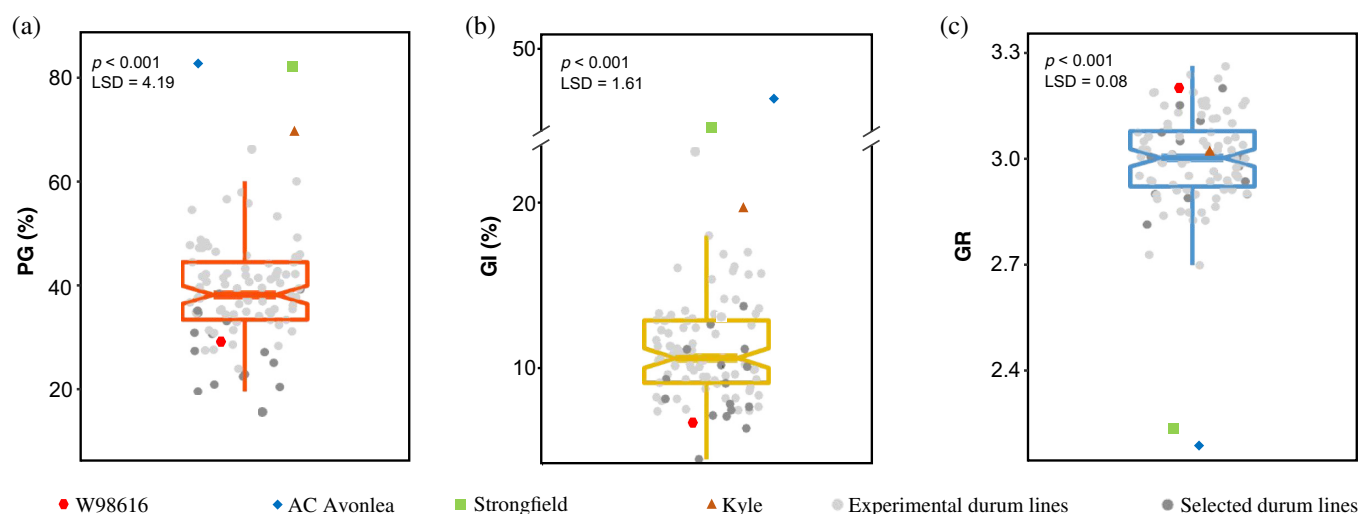 (a)
p < 0.001
LSD = 4.19
80
60
40
20
PG (%)
(b)
p < 0.001
LSD = 1.61
50
20
10
GI (%)
(c)
p < 0.001
LSD = 0.08
3.3
3.0
2.7
2.4
GR
W98616 AC Avonlea Strongfield Kyle Experimental durum lines Selected durum lines